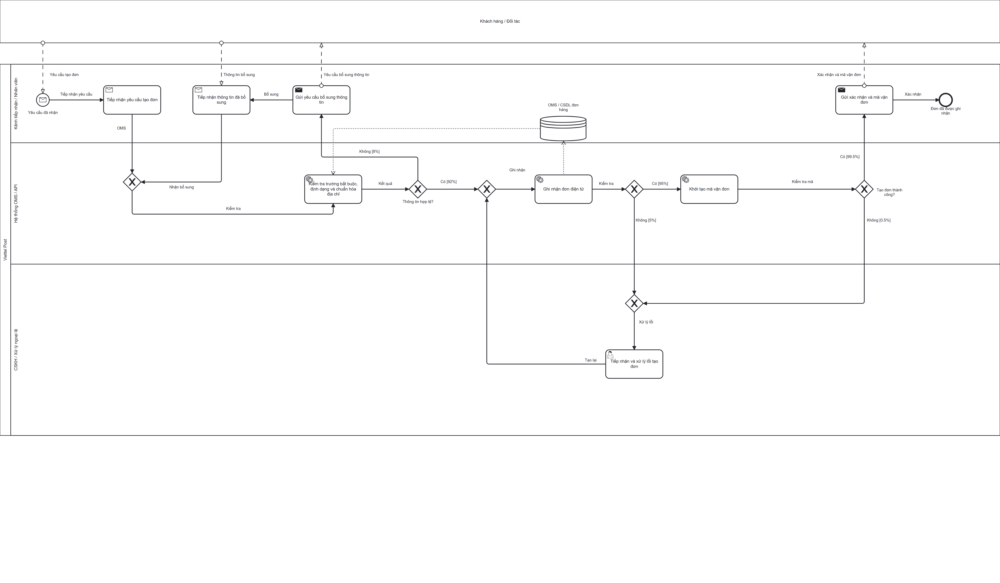 Khách hàng / Đối tác
Viettel Post
Kênh tiếp nhận / Nhân viên
Yêu cầu tạo đơn
Thông tin bổ sung
Yêu cầu bổ sung thông tin
Xác nhận và mã vận đơn
Tiếp nhận yêu cầu
Tiếp nhận yêu cầu tạo đơn
Tiếp nhận thông tin đã bổ
sung
Bổ sung
Gửi yêu cầu bổ sung thông
tin
OMS / CSDL đơn
hàng
Gửi xác nhận và mã vận
đơn
Xác nhận
Đơn đã được ghi
nhận
Yêu cầu đã nhận
OMS
Hệ thống OMS / API
Không [8%]
Có [99.5%]
Nhận bổ sung
Kiểm tra trường bắt buộc,
định dạng và chuẩn hóa
địa chỉ
Kết quả
Thông tin hợp lệ?
Có [92%]
Ghi nhận
Ghi nhận đơn điện tử
Kiểm tra
Có [95%]
Khởi tạo mã vận đơn
Kiểm tra mã
Tạo đơn thành
công?
Kiểm tra
Không [5%]
Không [0.5%]
CSKH / Xử lý ngoại lệ
Xử lý lỗi
Tạo lại
Tiếp nhận và xử lý lỗi tạo
đơn